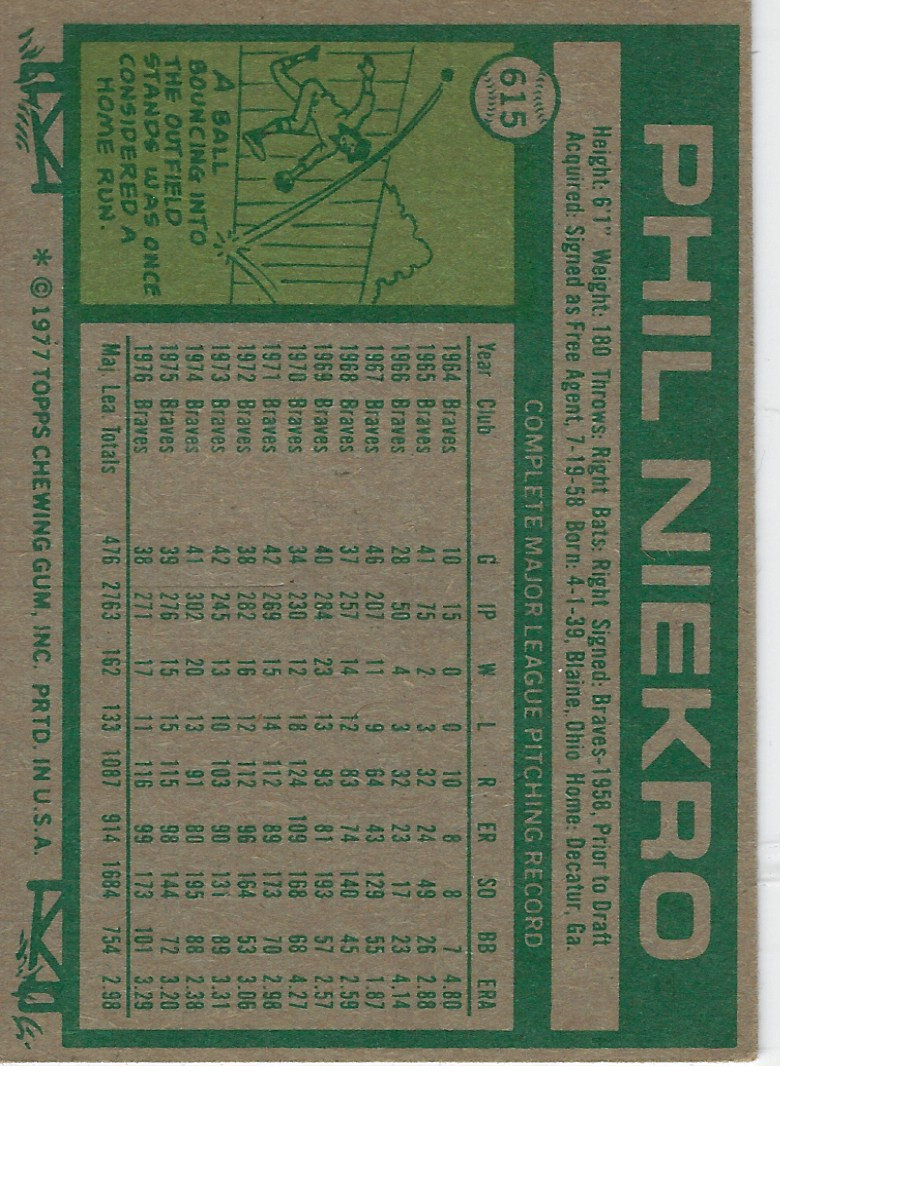 615
PHIL NIEKRO
Height: 6'1" Weight: 180 Throws: Right Bats: Right Signed: Braves-1958, Prior to Draft
Acquired: Signed as Free Agent, 7-19-58 Born: 4-1-39, Blaine, Ohio Home: Decatur, Ga.
A BALL
BOUNCING INTO
THE OUTFIELD
STANDS WAS ONCE
CONSIDERED A
HOME RUN.
COMPLETE MAJOR LEAGUE PITCHING RECORD
Year Club G IP W L R ER SO BB ERA
1964 Braves 10 15 0 0 10 8 8 7 4.80
1965 Braves 41 75 2 3 32 24 49 26 2.88
1966 Braves 28 50 4 3 32 23 17 23 4.14
1967 Braves 46 207 11 9 64 43 129 55 1.87
1968 Braves 37 257 14 12 83 74 140 45 2.59
1969 Braves 40 284 23 13 93 81 193 57 2.57
1970 Braves 34 230 12 18 124 109 168 68 4.27
1971 Braves 42 269 15 14 112 89 173 70 2.98
1972 Braves 38 282 16 12 112 96 164 53 3.06
1973 Braves 42 245 13 10 103 90 131 89 3.31
1974 Braves 41 302 20 13 91 80 195 88 2.38
1975 Braves 39 276 15 15 115 98 144 72 3.20
1976 Braves 38 271 17 11 116 99 173 101 3.29
Maj. Lea. Totals 476 2763 162 133 1087 914 1684 754 2.98
* © 1977 TOPPS CHEWING GUM, INC. PRTD. IN U.S.A.